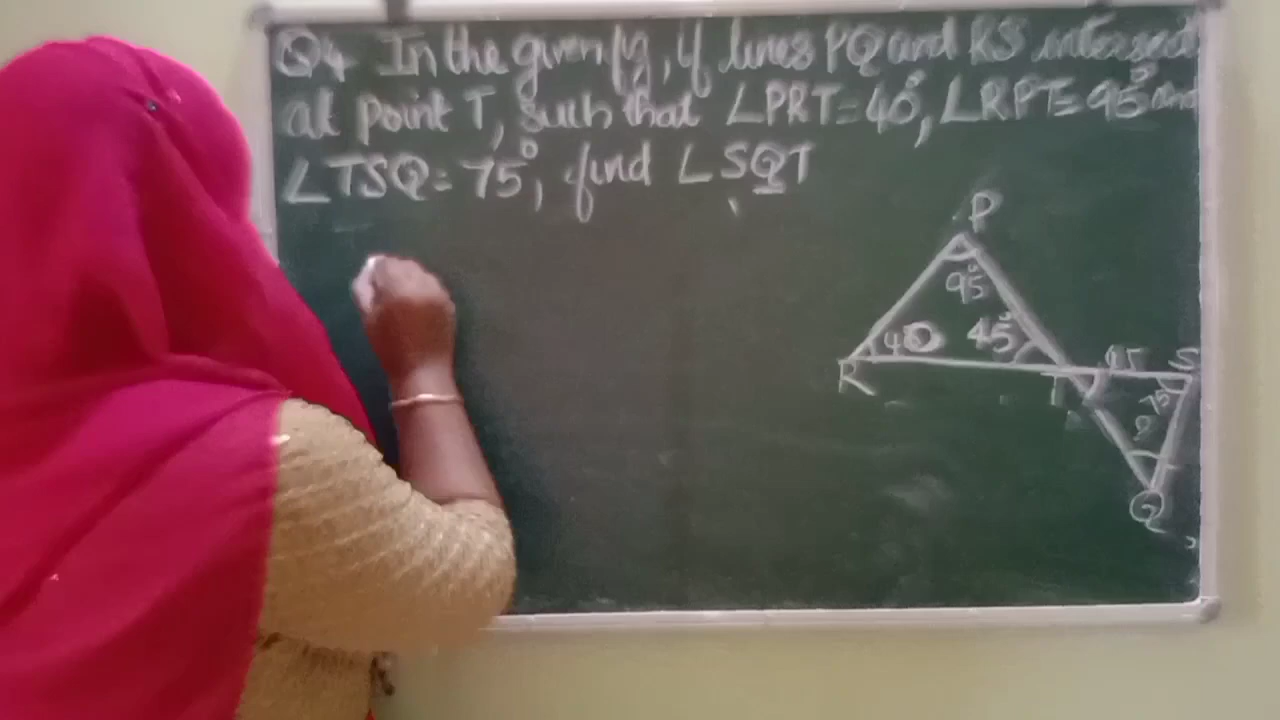 Q4 In the given fig, if lines PQ and RS intersect
at point T, such that ∠PRT = 40°, ∠RPT = 95° and
∠TSQ = 75°, find ∠SQT
P
95°
40 45° 45 S
R T 75
?
Q